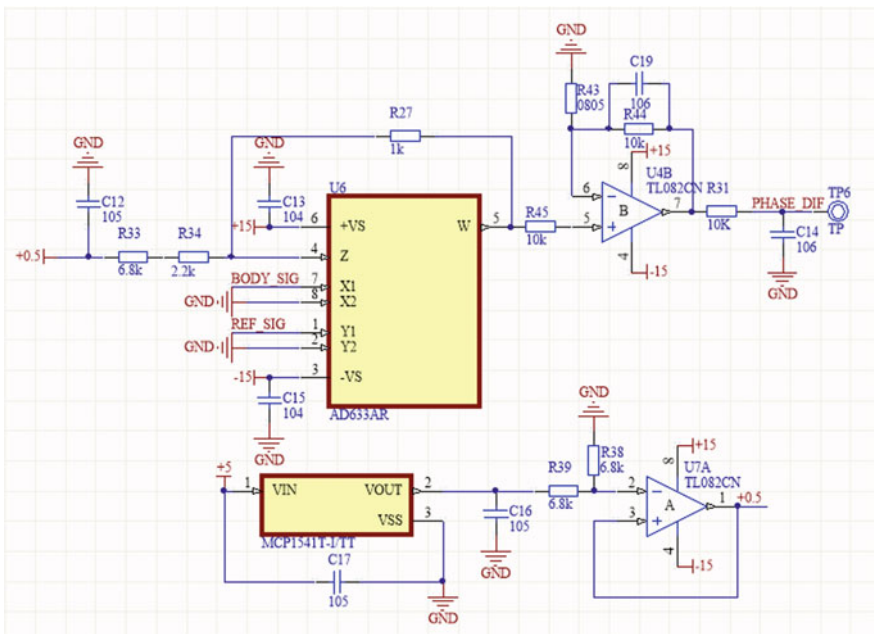 GND
C19
106
R43
0805
R44
10k
R27
1k
+15
8
U4B
TL082CN
R31
GND
GND
C12
105
C13
104
U6
6
B
5
7
10K
PHASE_DIF
TP6
TP
4
-15
C14
106
GND
+15
6
+VS
W
5
R45
10k
+0.5
R33
6.8k
R34
2.2k
4
Z
BODY_SIG
7
X1
GND
8
X2
REF_SIG
1
Y1
GND
2
Y2
-15
3
-VS
C15
104
AD633AR
GND
GND
+5
1
VIN
VOUT
2
VSS
3
MCP1541T-I/TT
C17
105
GND
C16
105
GND
R39
6.8k
R38
6.8k
+15
8
U7A
TL082CN
2
A
3
1
+0.5
4
-15